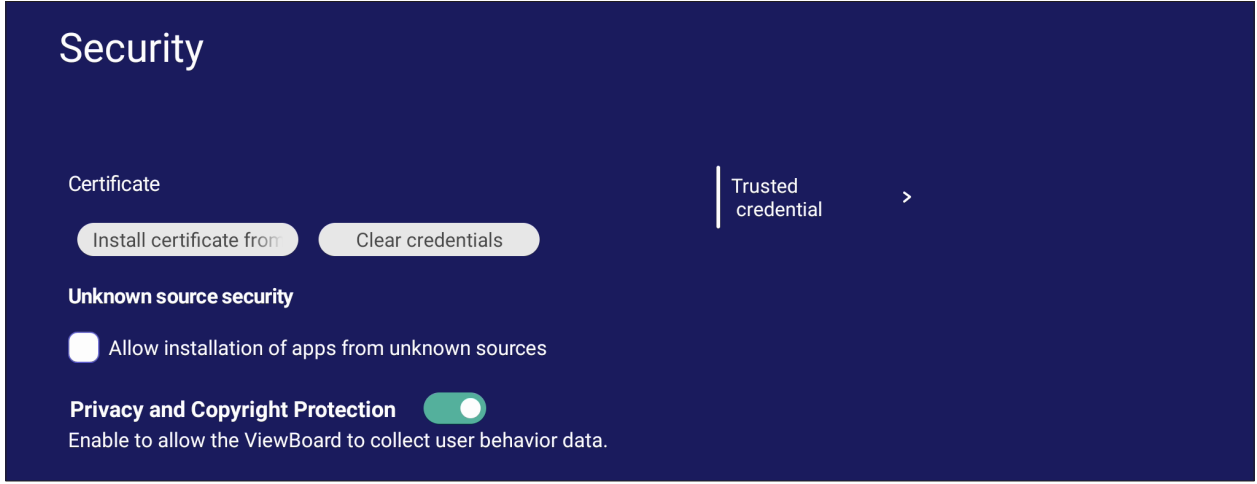 Security
Certificate
Trusted
credential
Install certificate from
Clear credentials
Unknown source security
Allow installation of apps from unknown sources
Privacy and Copyright Protection
Enable to allow the ViewBoard to collect user behavior data.